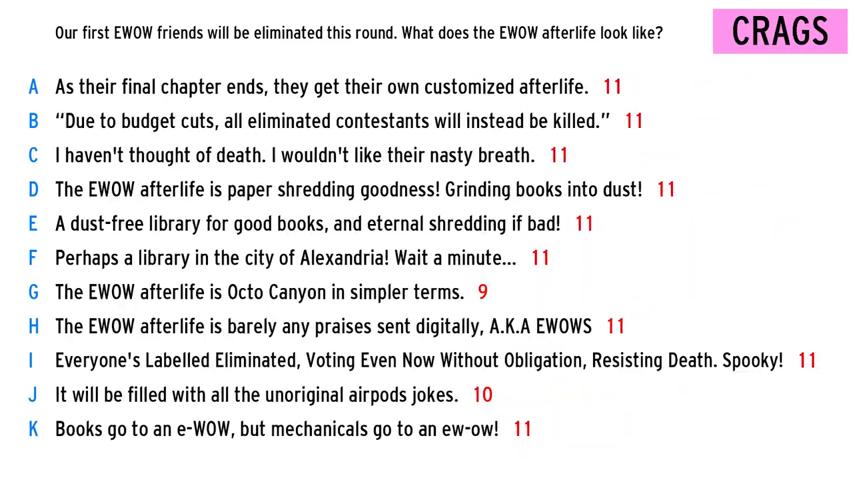 Our first EWOW friends will be eliminated this round. What does the EWOW afterlife look like?
CRAGS
A As their final chapter ends, they get their own customized afterlife. 11
B “Due to budget cuts, all eliminated contestants will instead be killed.” 11
C I haven't thought of death. I wouldn't like their nasty breath. 11
D The EWOW afterlife is paper shredding goodness! Grinding books into dust! 11
E A dust-free library for good books, and eternal shredding if bad! 11
F Perhaps a library in the city of Alexandria! Wait a minute... 11
G The EWOW afterlife is Octo Canyon in simpler terms. 9
H The EWOW afterlife is barely any praises sent digitally, A.K.A EWOWS 11
I Everyone's Labelled Eliminated, Voting Even Now Without Obligation, Resisting Death. Spooky! 11
J It will be filled with all the unoriginal airpods jokes. 10
K Books go to an e-WOW, but mechanicals go to an ew-ow! 11